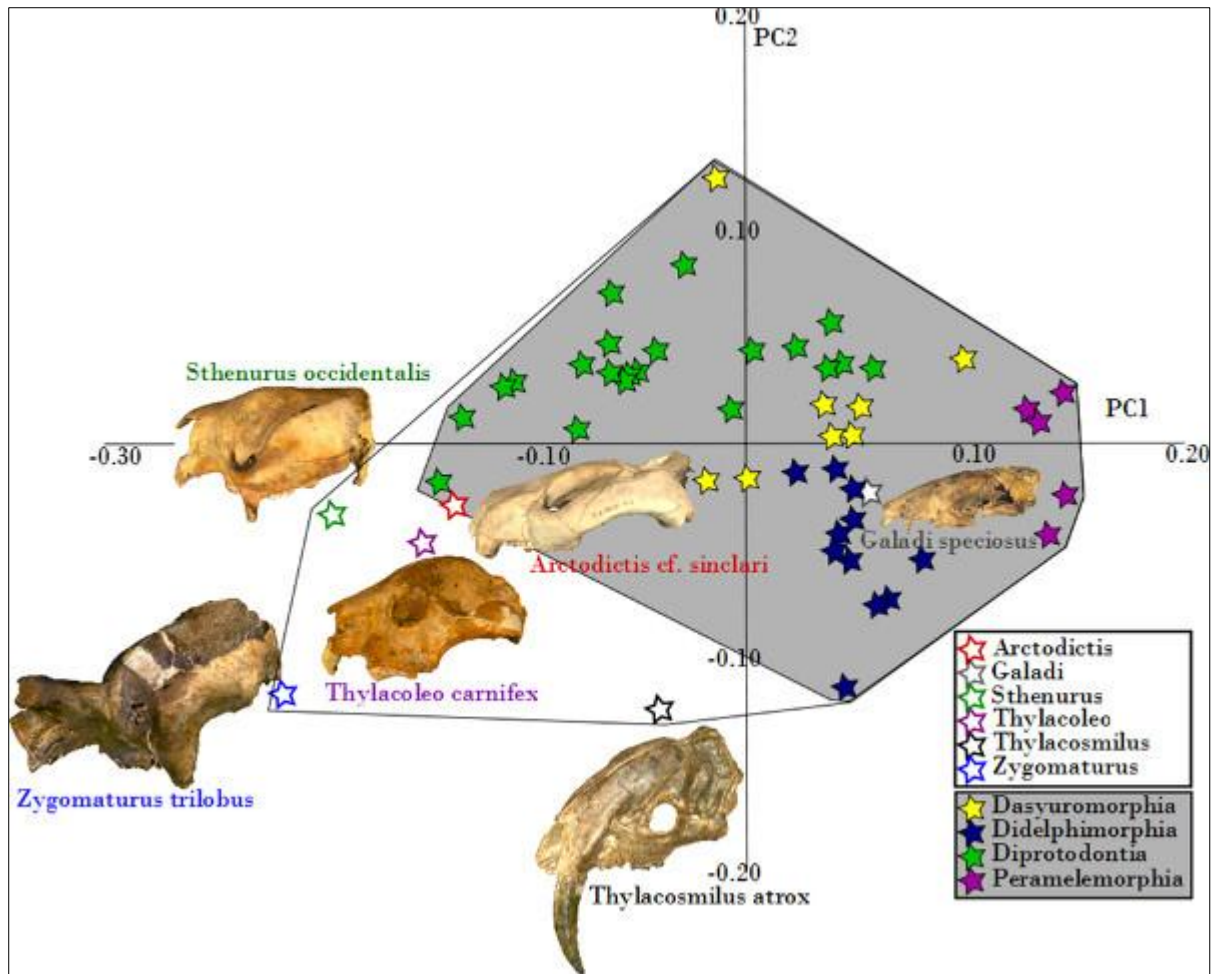 0.20
PC2
0.10
Sthenurus occidentalis
PC1
-0.30
-0.10
0.10
0.20
Galadi speciosus
Arctodictis cf. sinclari
-0.10
Thylacoleo carnifex
Zygomaturus trilobus
-0.20
Thylacosmilus atrox
Arctodictis
Galadi
Sthenurus
Thylacoleo
Thylacosmilus
Zygomaturus
Dasyuromorphia
Didelphimorphia
Diprotodontia
Peramelemorphia